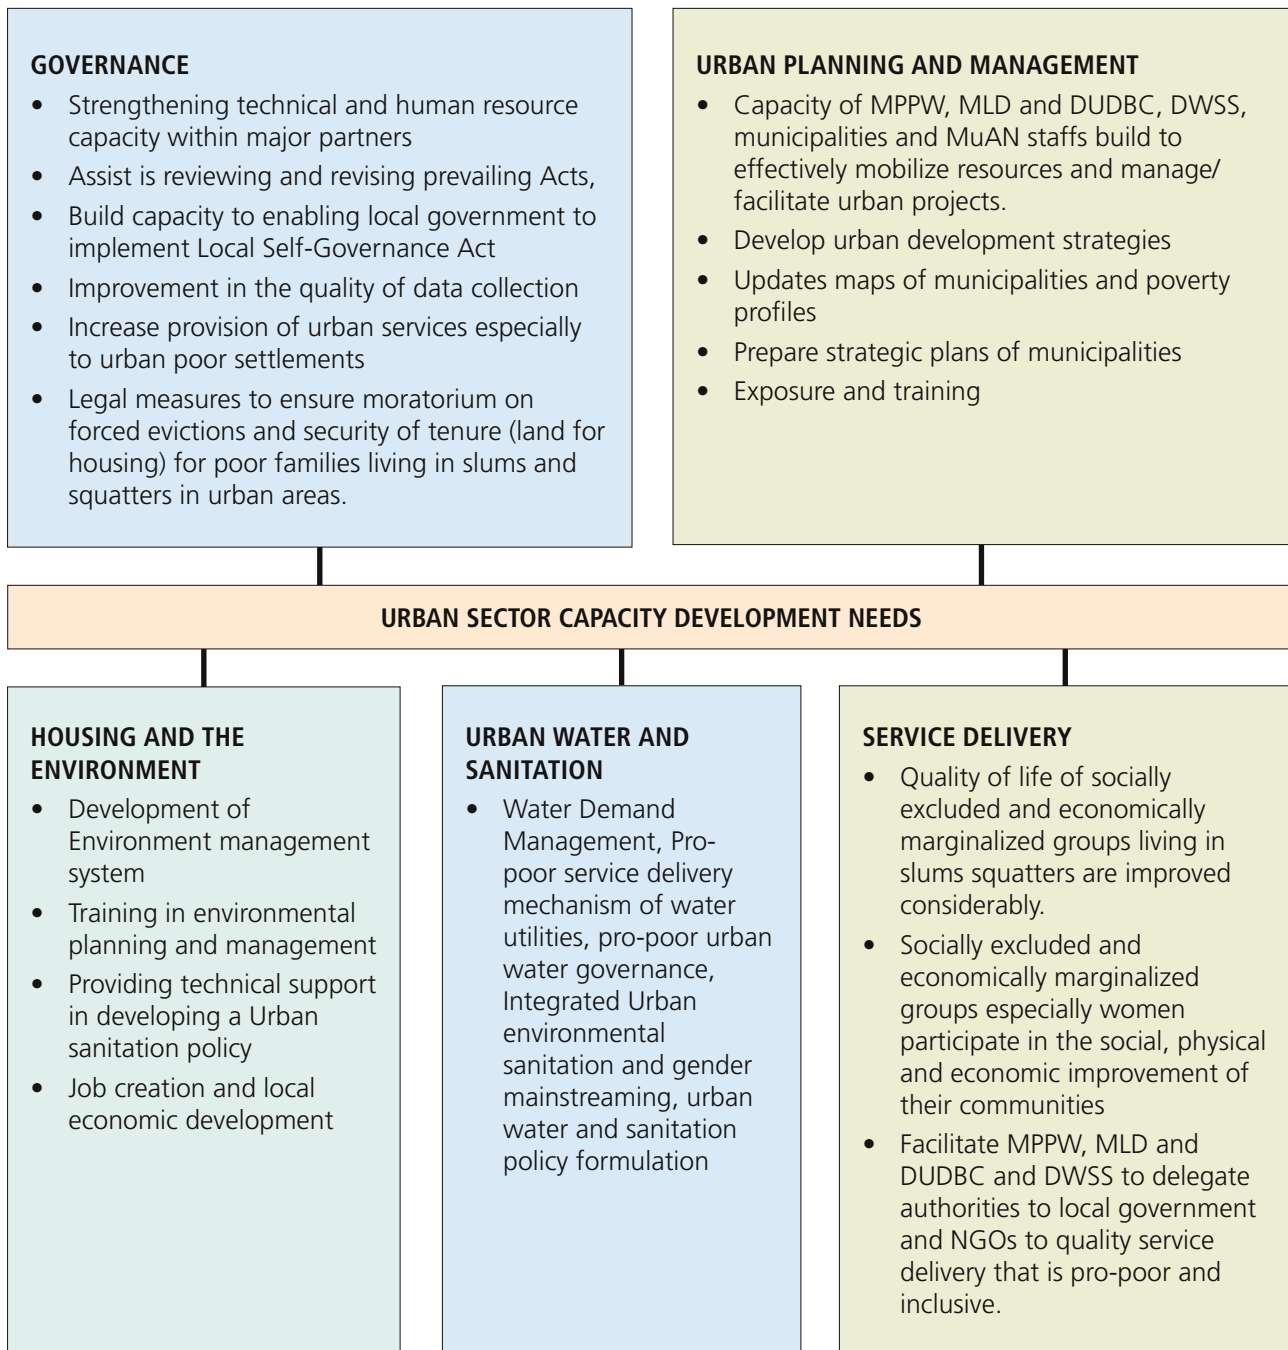 GOVERNANCE
• Strengthening technical and human resource
capacity within major partners
• Assist is reviewing and revising prevailing Acts,
• Build capacity to enabling local government to
implement Local Self-Governance Act
• Improvement in the quality of data collection
• Increase provision of urban services especially
to urban poor settlements
• Legal measures to ensure moratorium on
forced evictions and security of tenure (land for
housing) for poor families living in slums and
squatters in urban areas.
URBAN PLANNING AND MANAGEMENT
• Capacity of MPPW, MLD and DUDBC, DWSS,
municipalities and MuAN staffs build to
effectively mobilize resources and manage/
facilitate urban projects.
• Develop urban development strategies
• Updates maps of municipalities and poverty
profiles
• Prepare strategic plans of municipalities
• Exposure and training
URBAN SECTOR CAPACITY DEVELOPMENT NEEDS
HOUSING AND THE
ENVIRONMENT
• Development of
Environment management
system
• Training in environmental
planning and management
• Providing technical support
in developing a Urban
sanitation policy
• Job creation and local
economic development
URBAN WATER AND
SANITATION
• Water Demand
Management, Pro-
poor service delivery
mechanism of water
utilities, pro-poor urban
water governance,
Integrated Urban
environmental
sanitation and gender
mainstreaming, urban
water and sanitation
policy formulation
SERVICE DELIVERY
• Quality of life of socially
excluded and economically
marginalized groups living in
slums squatters are improved
considerably.
• Socially excluded and
economically marginalized
groups especially women
participate in the social, physical
and economic improvement of
their communities
• Facilitate MPPW, MLD and
DUDBC and DWSS to delegate
authorities to local government
and NGOs to quality service
delivery that is pro-poor and
inclusive.